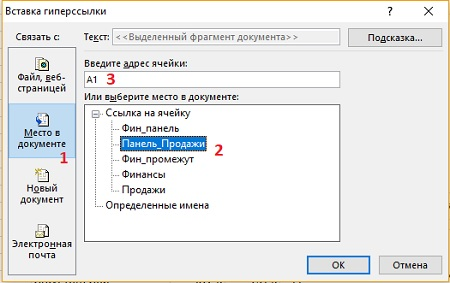 Вставка гиперссылки
Связать с:
Текст: <<Выделенный фрагмент документа>>
Подсказка...
Файл, веб-
страницей
Введите адрес ячейки:
A1 3
Или выберите место в документе:
Место в
документе
1
Ссылка на ячейку
Фин_панель
Панель_Продажи 2
Фин_промежут
Финансы
Продажи
Определенные имена
Новый
документ
Электронная
почта
ОК
Отмена